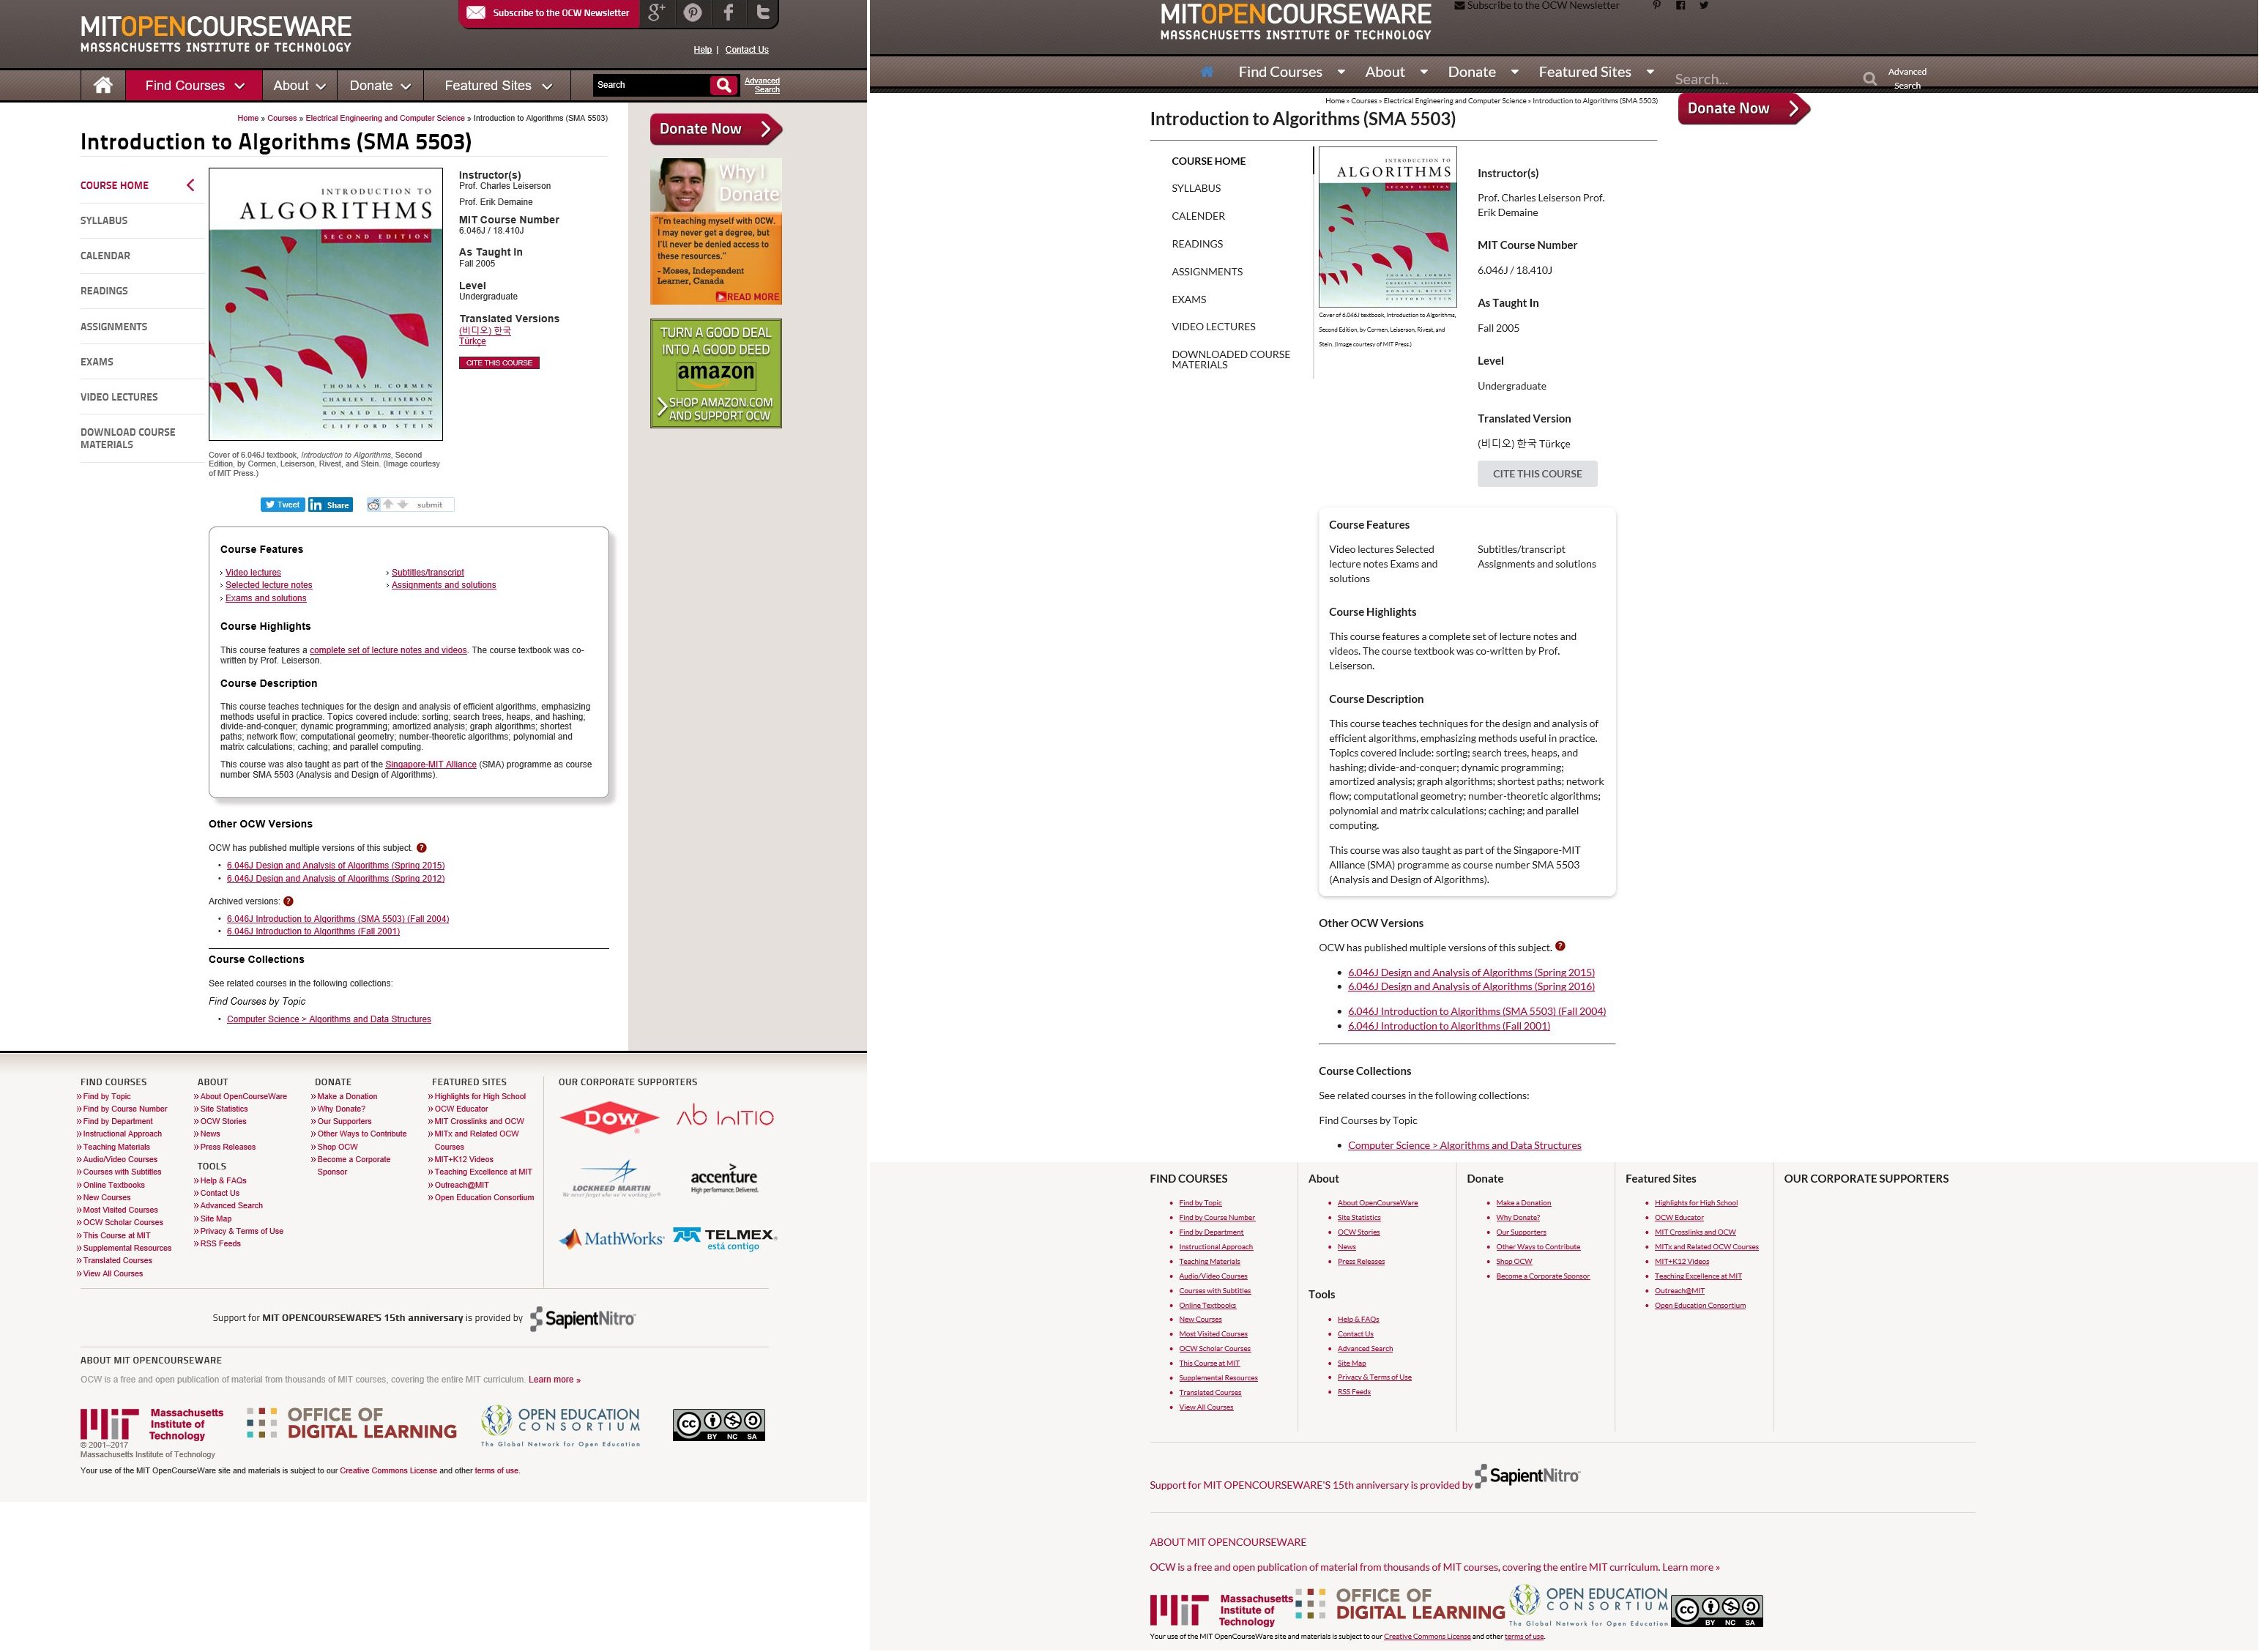 MITOPENCOURSEWARE
MASSACHUSETTS INSTITUTE OF TECHNOLOGY
Subscribe to the OCW Newsletter
Help | Contact Us
Find Courses
About
Donate
Featured Sites
Search
Advanced
Search
Home » Courses » Electrical Engineering and Computer Science » Introduction to Algorithms (SMA 5503)
Introduction to Algorithms (SMA 5503)
COURSE HOME
SYLLABUS
CALENDAR
READINGS
ASSIGNMENTS
EXAMS
VIDEO LECTURES
DOWNLOAD COURSE
MATERIALS
INTRODUCTION TO
ALGORITHMS
SECOND EDITION
THOMAS H. CORMEN
CHARLES E. LEISERSON
RONALD L. RIVEST
CLIFFORD STEIN
Cover of 6.046J textbook, Introduction to Algorithms, Second
Edition, by Cormen, Leiserson, Rivest, and Stein. (Image courtesy
of MIT Press.)
Instructor(s)
Prof. Charles Leiserson
Prof. Erik Demaine
MIT Course Number
6.046J / 18.410J
As Taught In
Fall 2005
Level
Undergraduate
Translated Versions
(비디오) 한국
Türkçe
CITE THIS COURSE
Tweet
in Share
submit
Course Features
› Video lectures
› Selected lecture notes
› Exams and solutions
› Subtitles/transcript
› Assignments and solutions
Course Highlights
This course features a complete set of lecture notes and videos. The course textbook was co-
written by Prof. Leiserson.
Course Description
This course teaches techniques for the design and analysis of efficient algorithms, emphasizing
methods useful in practice. Topics covered include: sorting; search trees, heaps, and hashing;
divide-and-conquer; dynamic programming; amortized analysis; graph algorithms; shortest
paths; network flow; computational geometry; number-theoretic algorithms; polynomial and
matrix calculations; caching; and parallel computing.
This course was also taught as part of the Singapore-MIT Alliance (SMA) programme as course
number SMA 5503 (Analysis and Design of Algorithms).
Other OCW Versions
OCW has published multiple versions of this subject. ?
• 6.046J Design and Analysis of Algorithms (Spring 2015)
• 6.046J Design and Analysis of Algorithms (Spring 2012)
Archived versions: ?
• 6.046J Introduction to Algorithms (SMA 5503) (Fall 2004)
• 6.046J Introduction to Algorithms (Fall 2001)
Course Collections
See related courses in the following collections:
Find Courses by Topic
• Computer Science > Algorithms and Data Structures
Donate Now
Why I
Donate
"I'm teaching myself with OCW.
I may never get a degree, but
I'll never be denied access to
these resources."
- Moses, Independent
Learner, Canada
READ MORE
TURN A GOOD DEAL
INTO A GOOD DEED
amazon
SHOP AMAZON.COM
AND SUPPORT OCW
FIND COURSES
» Find by Topic
» Find by Course Number
» Find by Department
» Instructional Approach
» Teaching Materials
» Audio/Video Courses
» Courses with Subtitles
» Online Textbooks
» New Courses
» Most Visited Courses
» OCW Scholar Courses
» This Course at MIT
» Supplemental Resources
» Translated Courses
» View All Courses
ABOUT
» About OpenCourseWare
» Site Statistics
» OCW Stories
» News
» Press Releases
TOOLS
» Help & FAQs
» Contact Us
» Advanced Search
» Site Map
» Privacy & Terms of Use
» RSS Feeds
DONATE
» Make a Donation
» Why Donate?
» Our Supporters
» Other Ways to Contribute
» Shop OCW
» Become a Corporate
Sponsor
FEATURED SITES
» Highlights for High School
» OCW Educator
» MIT Crosslinks and OCW
» MITx and Related OCW
Courses
» MIT+K12 Videos
» Teaching Excellence at MIT
» Outreach@MIT
» Open Education Consortium
OUR CORPORATE SUPPORTERS
DOW
Ab INITIO
LOCKHEED MARTIN
We never forget who we're working for®
accenture
High performance. Delivered.
MathWorks
TELMEX
está contigo
Support for MIT OPENCOURSEWARE'S 15th anniversary is provided by SapientNitro
ABOUT MIT OPENCOURSEWARE
OCW is a free and open publication of material from thousands of MIT courses, covering the entire MIT curriculum. Learn more »
Massachusetts
Institute of
Technology
OFFICE OF
DIGITAL LEARNING
OPEN EDUCATION
CONSORTIUM
The Global Network for Open Education
cc BY NC SA
© 2001–2017
Massachusetts Institute of Technology
Your use of the MIT OpenCourseWare site and materials is subject to our Creative Commons License and other terms of use.
MITOPENCOURSEWARE
MASSACHUSETTS INSTITUTE OF TECHNOLOGY
Subscribe to the OCW Newsletter
Find Courses
About
Donate
Featured Sites
Search...
Advanced
Search
Home » Courses » Electrical Engineering and Computer Science » Introduction to Algorithms (SMA 5503)
Introduction to Algorithms (SMA 5503)
Donate Now
COURSE HOME
SYLLABUS
CALENDER
READINGS
ASSIGNMENTS
EXAMS
VIDEO LECTURES
DOWNLOADED COURSE
MATERIALS
INTRODUCTION TO
ALGORITHMS
SECOND EDITION
THOMAS H. CORMEN
CHARLES E. LEISERSON
RONALD L. RIVEST
CLIFFORD STEIN
Cover of 6.046J textbook, Introduction to Algorithms,
Second Edition, by Cormen, Leiserson, Rivest, and
Stein. (Image courtesy of MIT Press.)
Instructor(s)
Prof. Charles Leiserson Prof.
Erik Demaine
MIT Course Number
6.046J / 18.410J
As Taught In
Fall 2005
Level
Undergraduate
Translated Version
(비디오) 한국 Türkçe
CITE THIS COURSE
Course Features
Video lectures Selected
lecture notes Exams and
solutions
Subtitles/transcript
Assignments and solutions
Course Highlights
This course features a complete set of lecture notes and
videos. The course textbook was co-written by Prof.
Leiserson.
Course Description
This course teaches techniques for the design and analysis of
efficient algorithms, emphasizing methods useful in practice.
Topics covered include: sorting; search trees, heaps, and
hashing; divide-and-conquer; dynamic programming;
amortized analysis; graph algorithms; shortest paths; network
flow; computational geometry; number-theoretic algorithms;
polynomial and matrix calculations; caching; and parallel
computing.
This course was also taught as part of the Singapore-MIT
Alliance (SMA) programme as course number SMA 5503
(Analysis and Design of Algorithms).
Other OCW Versions
OCW has published multiple versions of this subject. ?
• 6.046J Design and Analysis of Algorithms (Spring 2015)
• 6.046J Design and Analysis of Algorithms (Spring 2016)
• 6.046J Introduction to Algorithms (SMA 5503) (Fall 2004)
• 6.046J Introduction to Algorithms (Fall 2001)
Course Collections
See related courses in the following collections:
Find Courses by Topic
• Computer Science > Algorithms and Data Structures
FIND COURSES
• Find by Topic
• Find by Course Number
• Find by Department
• Instructional Approach
• Teaching Materials
• Audio/Video Courses
• Courses with Subtitles
• Online Textbooks
• New Courses
• Most Visited Courses
• OCW Scholar Courses
• This Course at MIT
• Supplemental Resources
• Translated Courses
• View All Courses
About
• About OpenCourseWare
• Site Statistics
• OCW Stories
• News
• Press Releases
Tools
• Help & FAQs
• Contact Us
• Advanced Search
• Site Map
• Privacy & Terms of Use
• RSS Feeds
Donate
• Make a Donation
• Why Donate?
• Our Supporters
• Other Ways to Contribute
• Shop OCW
• Become a Corporate Sponsor
Featured Sites
• Highlights for High School
• OCW Educator
• MIT Crosslinks and OCW
• MITx and Related OCW Courses
• MIT+K12 Videos
• Teaching Excellence at MIT
• Outreach@MIT
• Open Education Consortium
OUR CORPORATE SUPPORTERS
Support for MIT OPENCOURSEWARE'S 15th anniversary is provided by SapientNitro
ABOUT MIT OPENCOURSEWARE
OCW is a free and open publication of material from thousands of MIT courses, covering the entire MIT curriculum. Learn more »
Massachusetts
Institute of
Technology
OFFICE OF
DIGITAL LEARNING
OPEN EDUCATION
CONSORTIUM
The Global Network for Open Education
cc BY NC SA
Your use of the MIT OpenCourseWare site and materials is subject to our Creative Commons License and other terms of use.